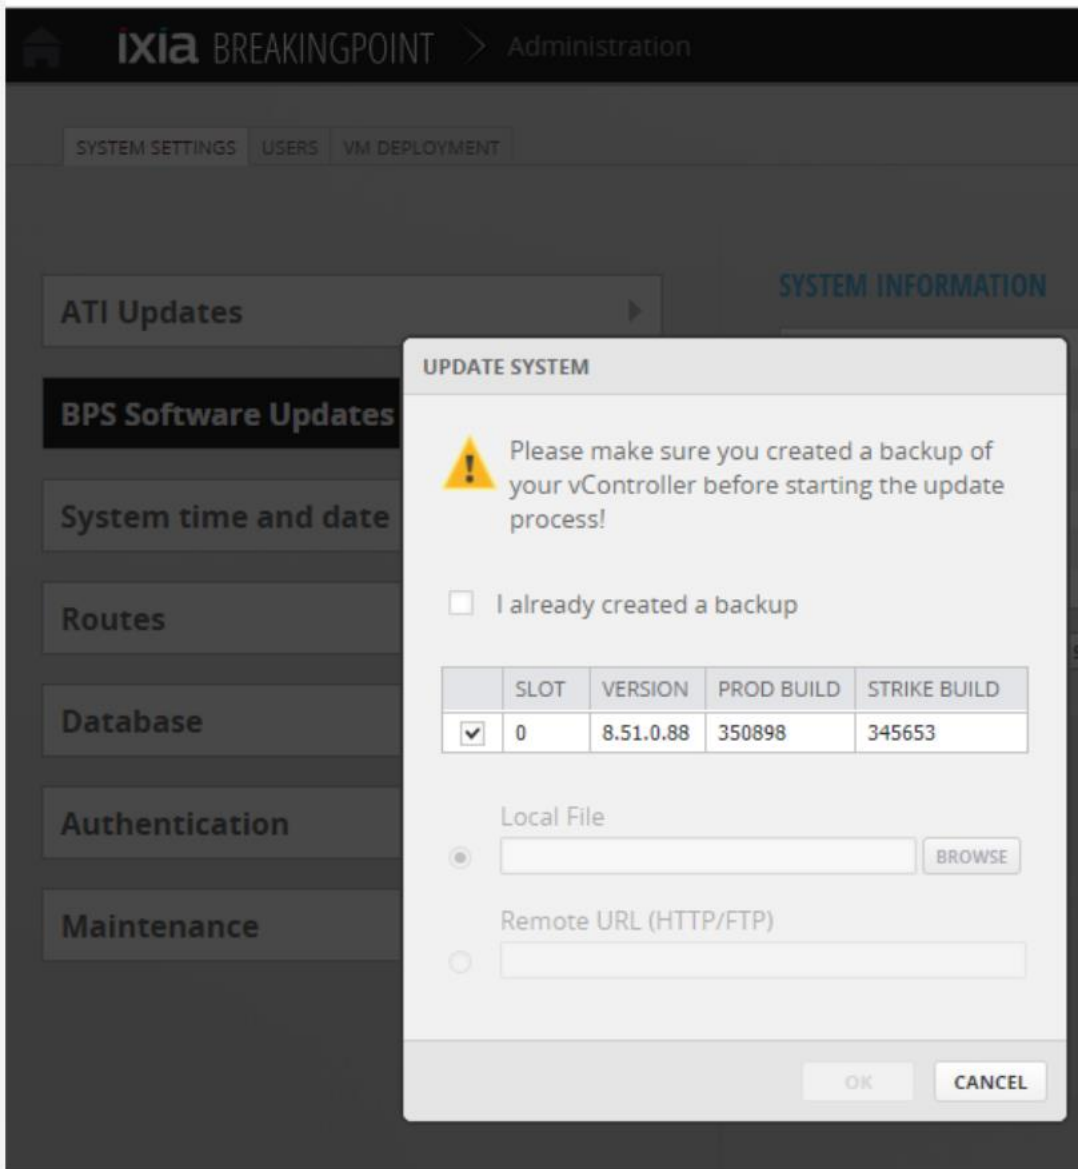 ixia BREAKINGPOINT Administration
SYSTEM SETTINGS USERS VM DEPLOYMENT
SYSTEM INFORMATION
ATI Updates
BPS Software Updates
System time and date
Routes
Database
Authentication
Maintenance
UPDATE SYSTEM
Please make sure you created a backup of
your vController before starting the update
process!
I already created a backup
SLOT VERSION PROD BUILD STRIKE BUILD
0 8.51.0.88 350898 345653
Local File
BROWSE
Remote URL (HTTP/FTP)
OK CANCEL